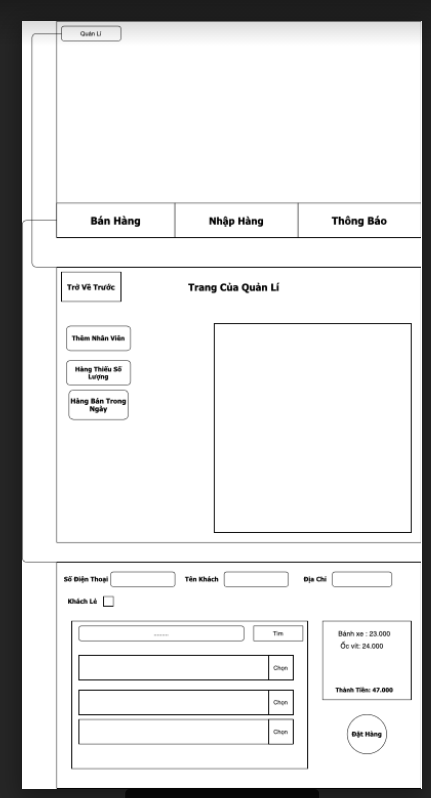 Quản Lí
Bán Hàng
Nhập Hàng
Thông Báo
Trở Về Trước
Trang Của Quản Lí
Thêm Nhân Viên
Hàng Thiếu Số
Lượng
Hàng Bán Trong
Ngày
Số Điện Thoại
Tên Khách
Địa Chỉ
Khách Lẻ
........
Tìm
Chọn
Chọn
Chọn
Bánh xe : 23.000
Ốc vít: 24.000
Thành Tiền: 47.000
Đặt Hàng